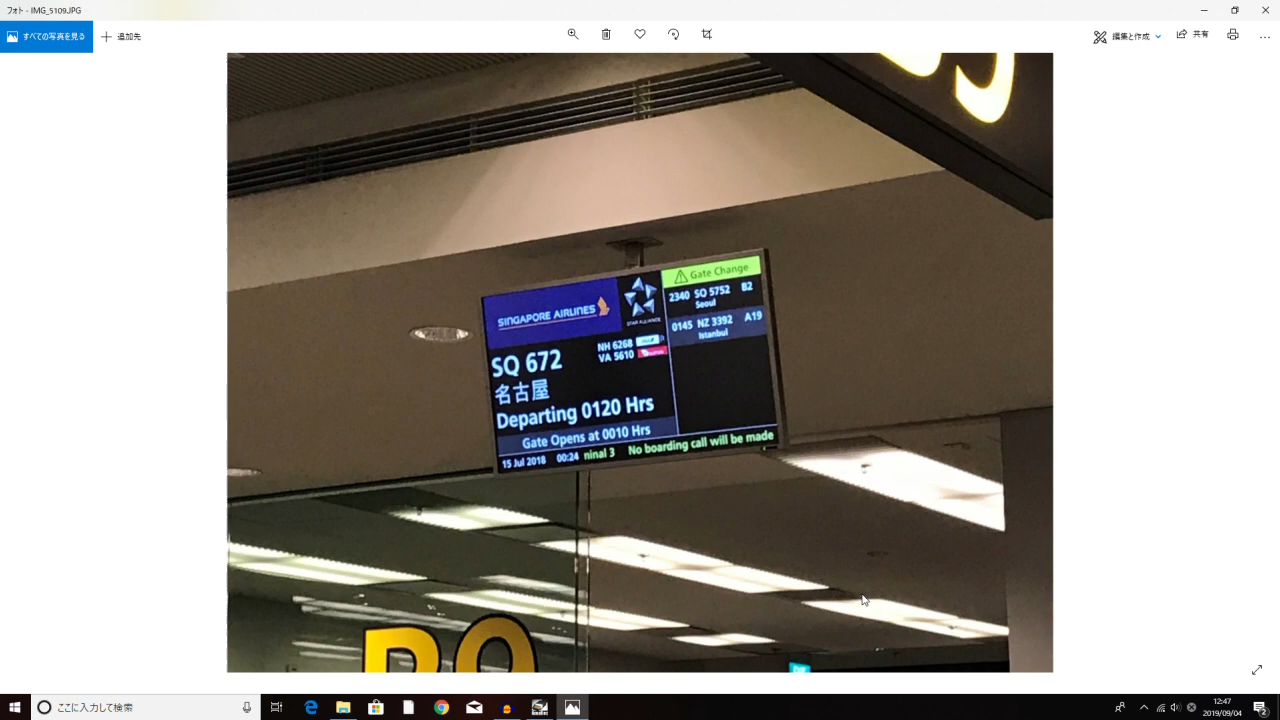 フォト - IMG_5109.JPG
すべての写真を見る
追加先
編集と作成
共有
SINGAPORE AIRLINES
STAR ALLIANCE
Gate Change
2340 SQ 5752 B2
Seoul
0145 NZ 3392 A19
Istanbul
SQ 672
NH 6268
VA 5610
名古屋
Departing 0120 Hrs
Gate Opens at 0010 Hrs
15 Jul 2018 00:24 minal 3 No boarding call will be made
ここに入力して検索
12:47
2019/09/04
2